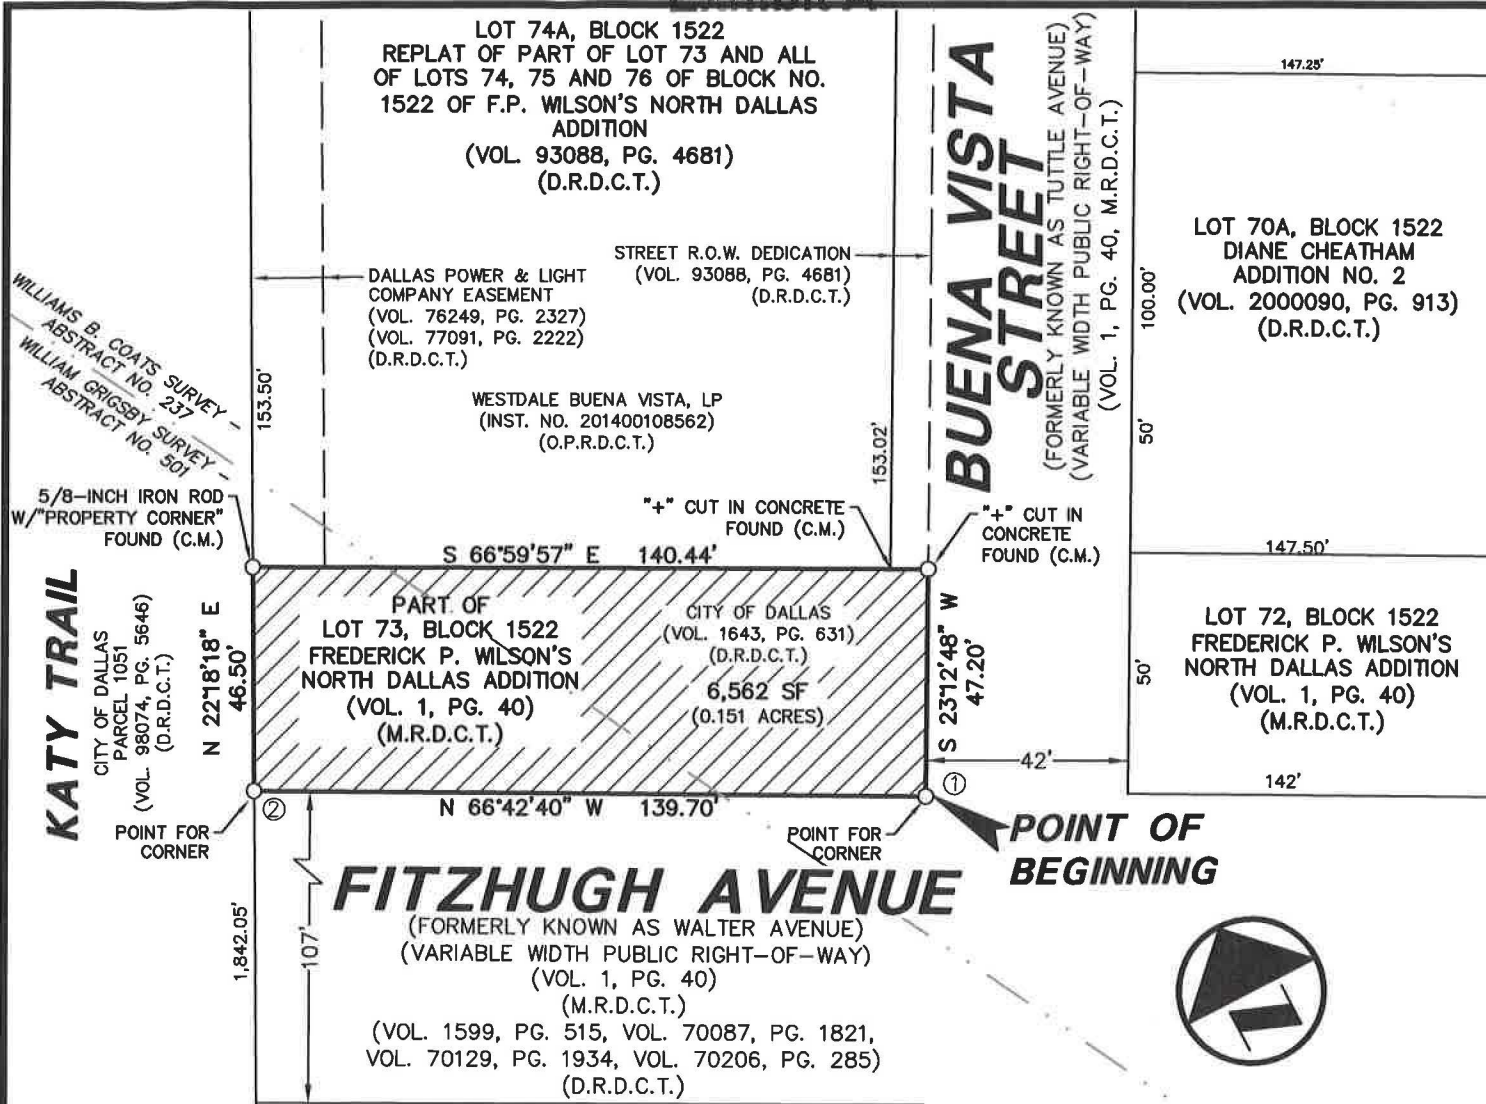 LOT 74A, BLOCK 1522
REPLAT OF PART OF LOT 73 AND ALL
OF LOTS 74, 75 AND 76 OF BLOCK NO.
1522 OF F.P. WILSON'S NORTH DALLAS
ADDITION
(VOL. 93088, PG. 4681)
(D.R.D.C.T.)
BUENA VISTA
STREET
(FORMERLY KNOWN AS TUTTLE AVENUE)
(VARIABLE WIDTH PUBLIC RIGHT-OF-WAY)
(VOL. 1, PG. 40, M.R.D.C.T.)
147.25'
100.00'
50'
LOT 70A, BLOCK 1522
DIANE CHEATHAM
ADDITION NO. 2
(VOL. 2000090, PG. 913)
(D.R.D.C.T.)
STREET R.O.W. DEDICATION
(VOL. 93088, PG. 4681)
(D.R.D.C.T.)
DALLAS POWER & LIGHT
COMPANY EASEMENT
(VOL. 76249, PG. 2327)
(VOL. 77091, PG. 2222)
(D.R.D.C.T.)
WILLIAMS B. COATS SURVEY
ABSTRACT NO. 237
WILLIAM GRIGSBY SURVEY
ABSTRACT NO. 501
153.50'
WESTDALE BUENA VISTA, LP
(INST. NO. 201400108562)
(O.P.R.D.C.T.)
153.02'
5/8-INCH IRON ROD
W/"PROPERTY CORNER"
FOUND (C.M.)
"+" CUT IN CONCRETE
FOUND (C.M.)
"+" CUT IN
CONCRETE
FOUND (C.M.)
147.50'
S 66°59'57" E 140.44'
KATY TRAIL
CITY OF DALLAS
PARCEL 1051
(VOL. 98074, PG. 5646)
(D.R.D.C.T.)
N 22°18'18" E
46.50'
PART OF
LOT 73, BLOCK 1522
FREDERICK P. WILSON'S
NORTH DALLAS ADDITION
(VOL. 1, PG. 40)
(M.R.D.C.T.)
CITY OF DALLAS
(VOL. 1643, PG. 631)
(D.R.D.C.T.)
6,562 SF
(0.151 ACRES)
S 23°12'48" W
47.20'
50'
LOT 72, BLOCK 1522
FREDERICK P. WILSON'S
NORTH DALLAS ADDITION
(VOL. 1, PG. 40)
(M.R.D.C.T.)
42'
142'
①
②
N 66°42'40" W 139.70'
POINT FOR
CORNER
POINT FOR
CORNER
POINT OF
BEGINNING
FITZHUGH AVENUE
(FORMERLY KNOWN AS WALTER AVENUE)
(VARIABLE WIDTH PUBLIC RIGHT-OF-WAY)
(VOL. 1, PG. 40)
(M.R.D.C.T.)
(VOL. 1599, PG. 515, VOL. 70087, PG. 1821,
VOL. 70129, PG. 1934, VOL. 70206, PG. 285)
(D.R.D.C.T.)
1,842.05'
107'